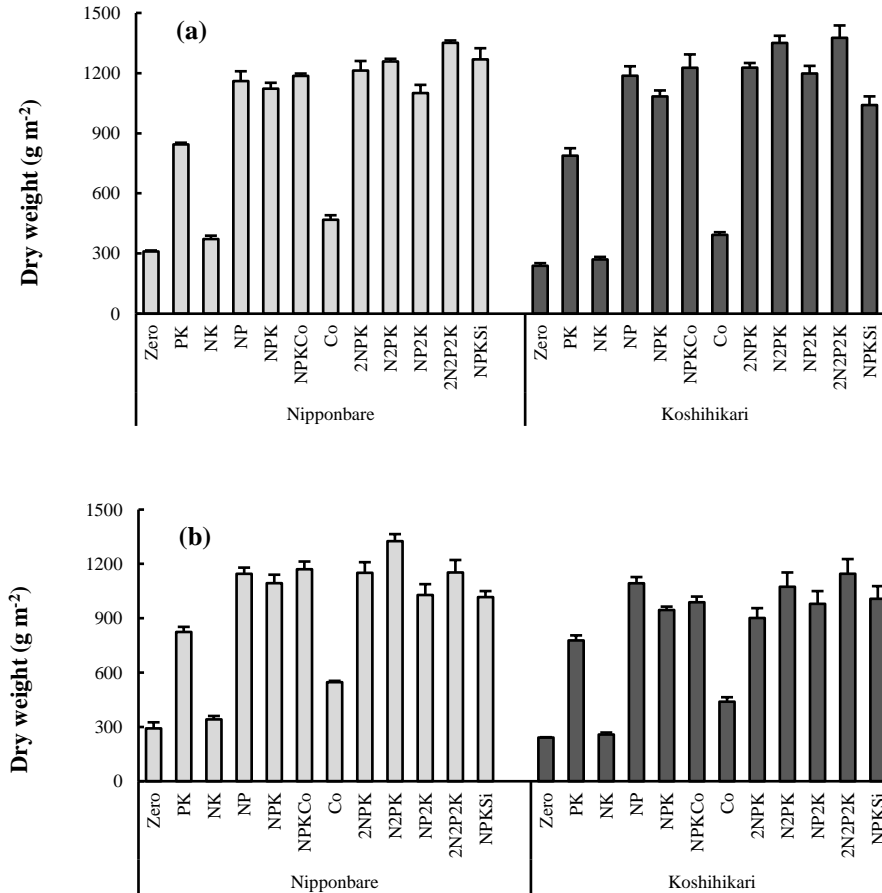 (a)
Dry weight (g m-2)
1500
1200
900
600
300
0
Zero
PK
NK
NP
NPK
NPKCo
Co
2NPK
N2PK
NP2K
2N2P2K
NPKSi
Zero
PK
NK
NP
NPK
NPKCo
Co
2NPK
N2PK
NP2K
2N2P2K
NPKSi
Nipponbare
Koshihikari
(b)
Dry weight (g m-2)
1500
1200
900
600
300
0
Zero
PK
NK
NP
NPK
NPKCo
Co
2NPK
N2PK
NP2K
2N2P2K
NPKSi
Zero
PK
NK
NP
NPK
NPKCo
Co
2NPK
N2PK
NP2K
2N2P2K
NPKSi
Nipponbare
Koshihikari